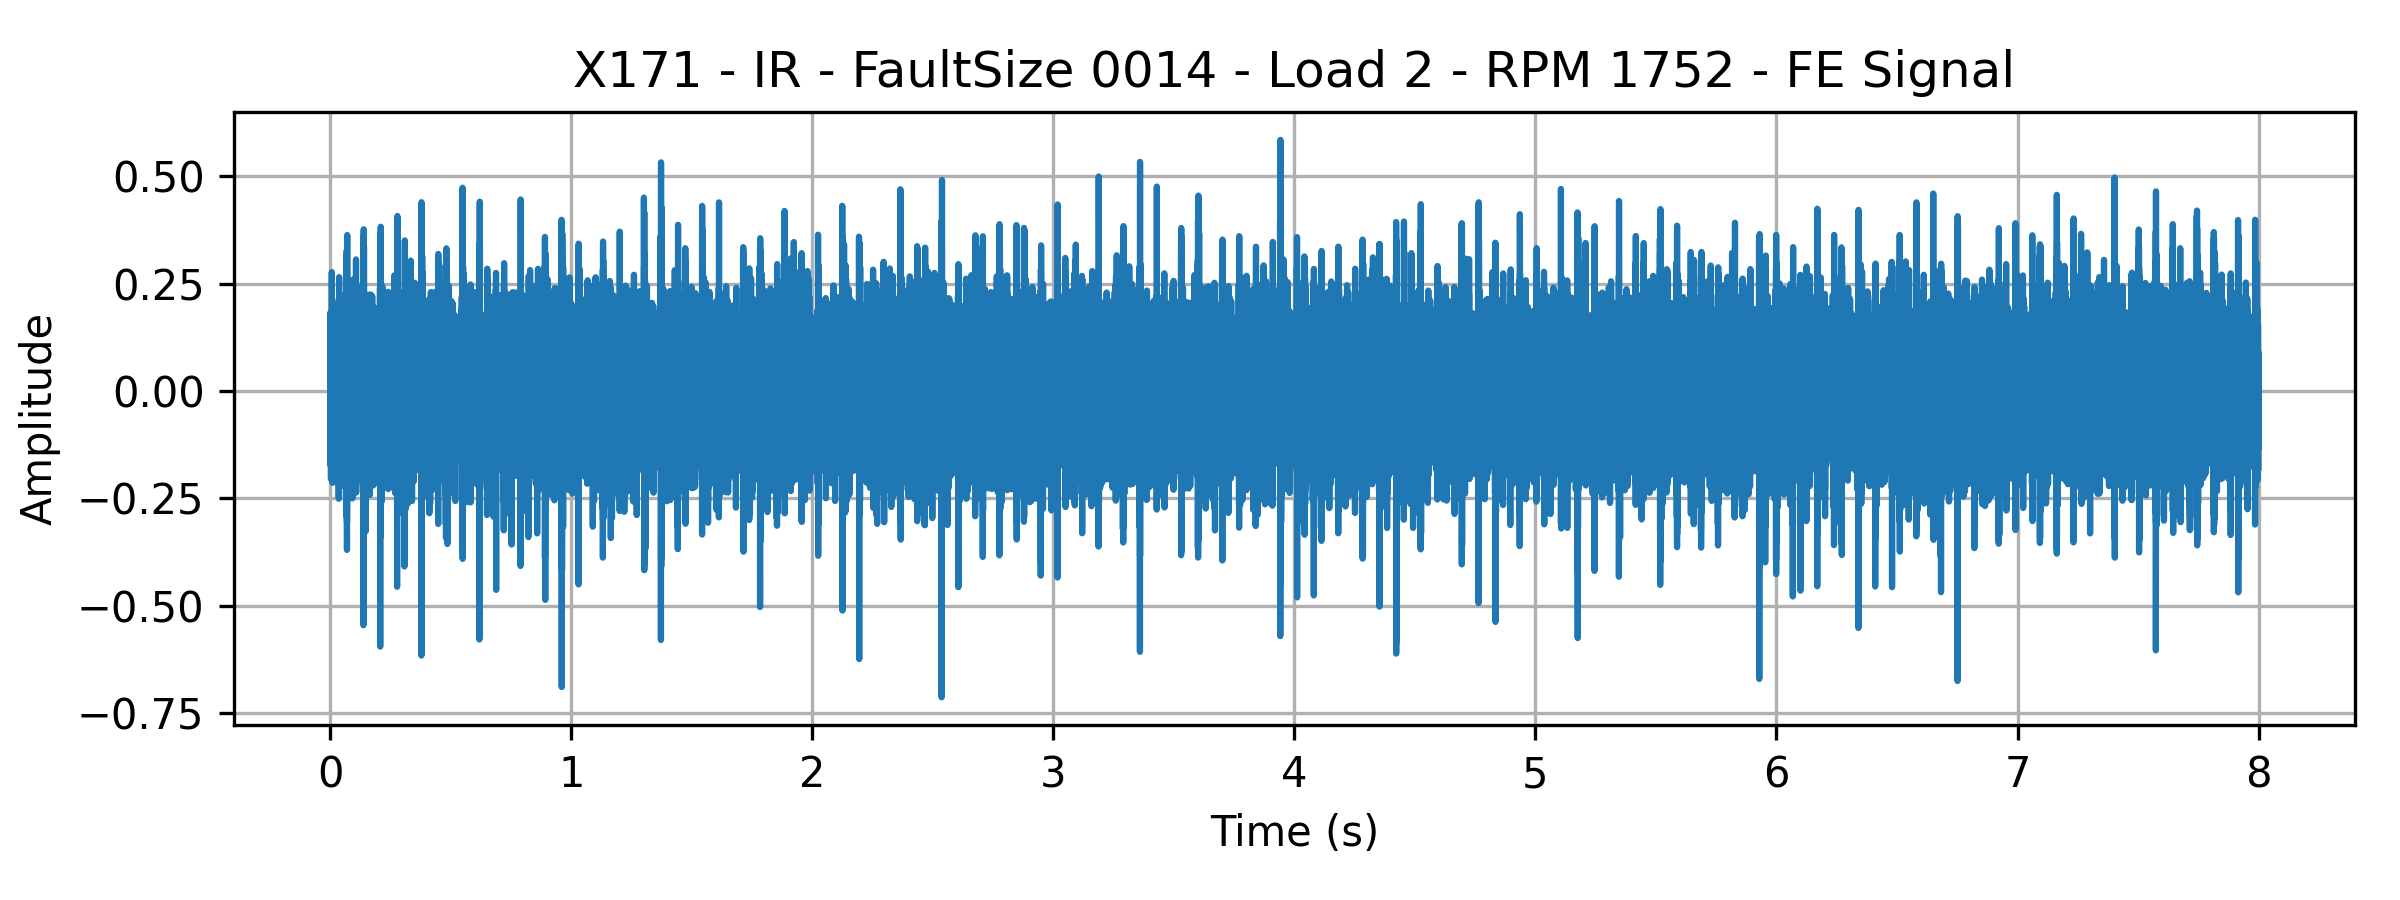 X171 - IR - FaultSize 0014 - Load 2 - RPM 1752 - FE Signal
Amplitude
0.50
0.25
0.00
−0.25
−0.50
−0.75
0 1 2 3 4 5 6 7 8
Time (s)